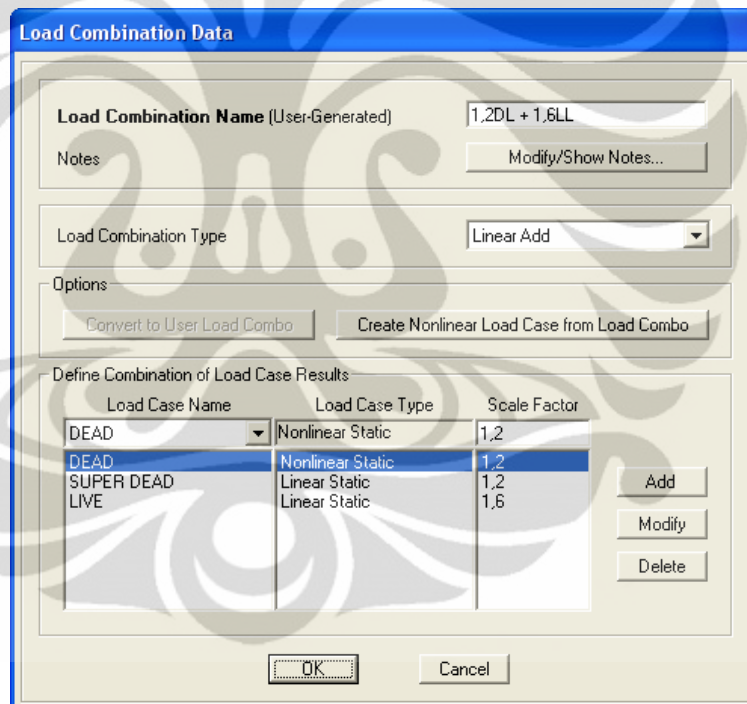 Load Combination Data
Load Combination Name (User-Generated) 1,2DL + 1,6LL
Notes Modify/Show Notes...
Load Combination Type Linear Add
Options
Convert to User Load Combo Create Nonlinear Load Case from Load Combo
Define Combination of Load Case Results
Load Case Name Load Case Type Scale Factor
DEAD Nonlinear Static 1,2
DEAD Nonlinear Static 1,2
SUPER DEAD Linear Static 1,2
LIVE Linear Static 1,6
Add
Modify
Delete
OK Cancel